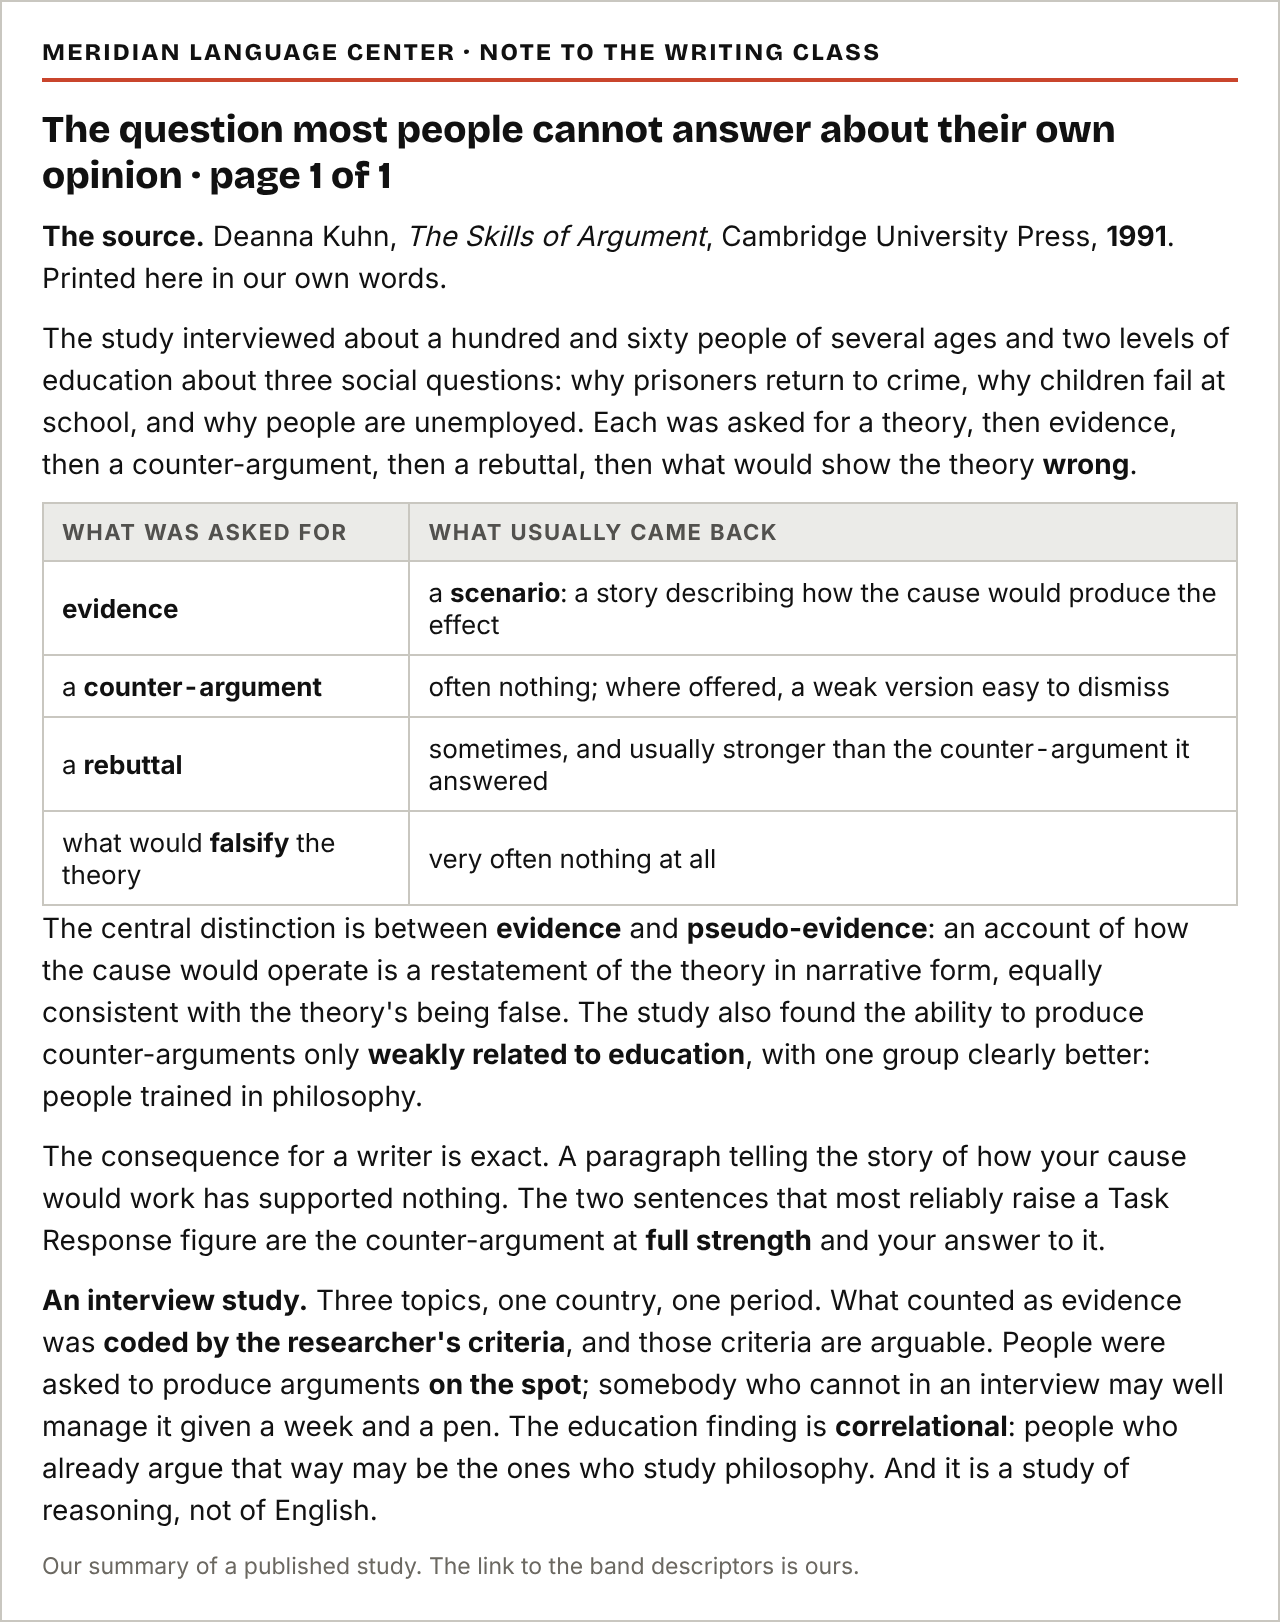 MERIDIAN LANGUAGE CENTER · NOTE TO THE WRITING CLASS
The question most people cannot answer about their own
opinion · page 1 of 1
The source. Deanna Kuhn, The Skills of Argument, Cambridge University Press, 1991.
Printed here in our own words.
The study interviewed about a hundred and sixty people of several ages and two levels of
education about three social questions: why prisoners return to crime, why children fail at
school, and why people are unemployed. Each was asked for a theory, then evidence,
then a counter-argument, then a rebuttal, then what would show the theory wrong.
WHAT WAS ASKED FOR
WHAT USUALLY CAME BACK
evidence
a scenario: a story describing how the cause would produce the
effect
a counter-argument
often nothing; where offered, a weak version easy to dismiss
a rebuttal
sometimes, and usually stronger than the counter-argument it
answered
what would falsify the
theory
very often nothing at all
The central distinction is between evidence and pseudo-evidence: an account of how
the cause would operate is a restatement of the theory in narrative form, equally
consistent with the theory's being false. The study also found the ability to produce
counter-arguments only weakly related to education, with one group clearly better:
people trained in philosophy.
The consequence for a writer is exact. A paragraph telling the story of how your cause
would work has supported nothing. The two sentences that most reliably raise a Task
Response figure are the counter-argument at full strength and your answer to it.
An interview study. Three topics, one country, one period. What counted as evidence
was coded by the researcher's criteria, and those criteria are arguable. People were
asked to produce arguments on the spot; somebody who cannot in an interview may well
manage it given a week and a pen. The education finding is correlational: people who
already argue that way may be the ones who study philosophy. And it is a study of
reasoning, not of English.
Our summary of a published study. The link to the band descriptors is ours.